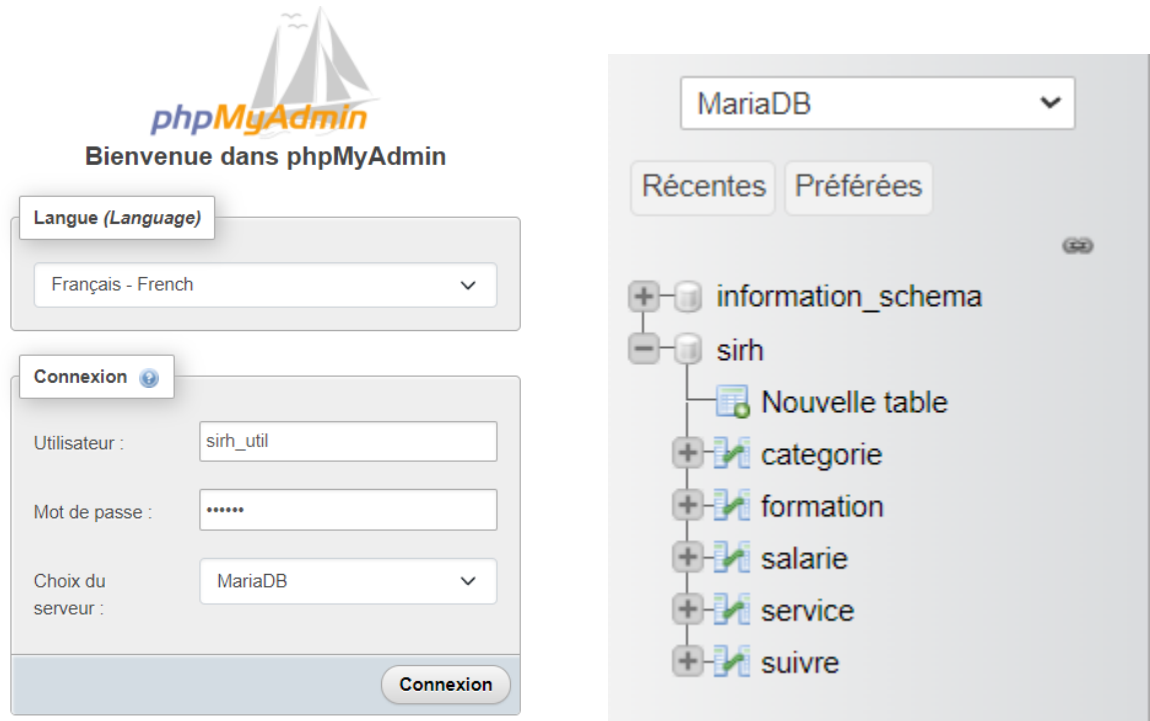 phpMyAdmin
Bienvenue dans phpMyAdmin
Langue (Language)
Français - French
Connexion
Utilisateur :
sirh_util
Mot de passe :
••••••
Choix du
serveur :
MariaDB
Connexion
MariaDB
Récentes
Préférées
information_schema
sirh
Nouvelle table
categorie
formation
salarie
service
suivre